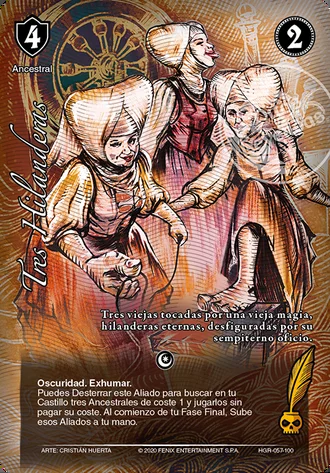 4
2
Ancestral
Tres Hilanderas
Tres viejas tocadas por una vieja magia,
hilanderas eternas, desfiguradas por su
sempiterno oficio.
Oscuridad. Exhumar.
Puedes Desterrar este Aliado para buscar en tu
Castillo tres Ancestrales de coste 1 y jugarlos sin
pagar su coste. Al comienzo de tu Fase Final, Sube
esos Aliados a tu mano.
ARTE: CRISTIÁN HUERTA
© 2020 FENIX ENTERTAINMENT S.P.A.
HGR-057-100